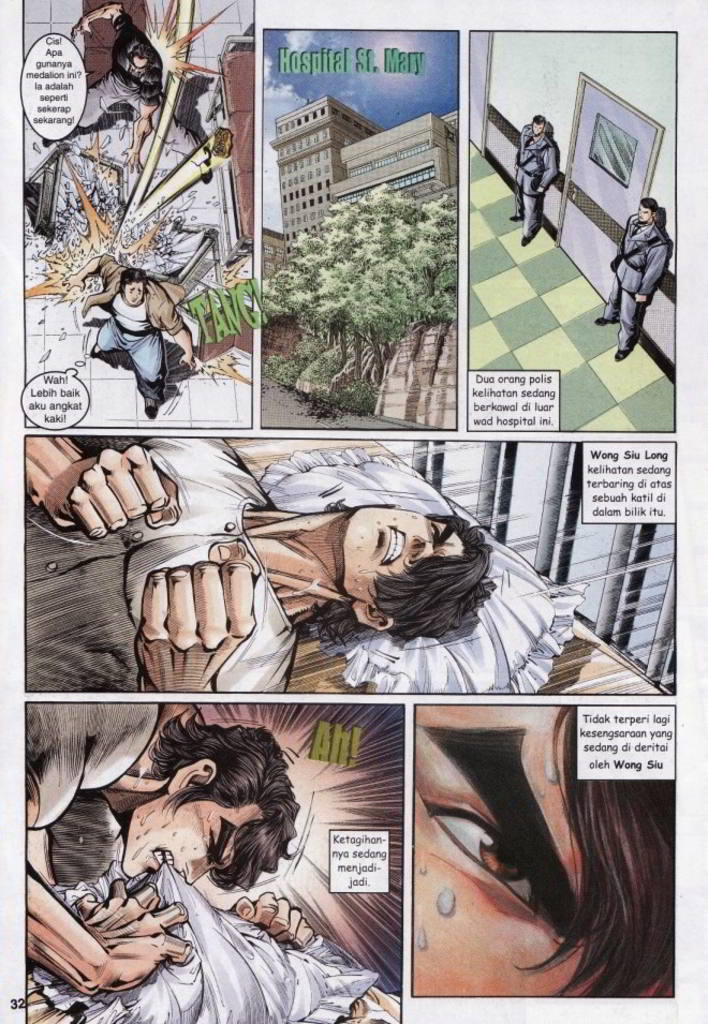 Cis!
Apa
gunanya
medalion ini?
Ia adalah
seperti
sekerap
sekarang!
TANG!
Wah!
Lebih baik
aku angkat
kaki!
Hospital St. Mary
Dua orang polis
kelihatan sedang
berkawal di luar
wad hospital ini.
Wong Siu Long
kelihatan sedang
terbaring di atas
sebuah katil di
dalam bilik itu.
Ah!
Ketagihan-
nya sedang
menjadi-
jadi.
Tidak terperi lagi
kesengsaraan yang
sedang di deritai
oleh Wong Siu
32